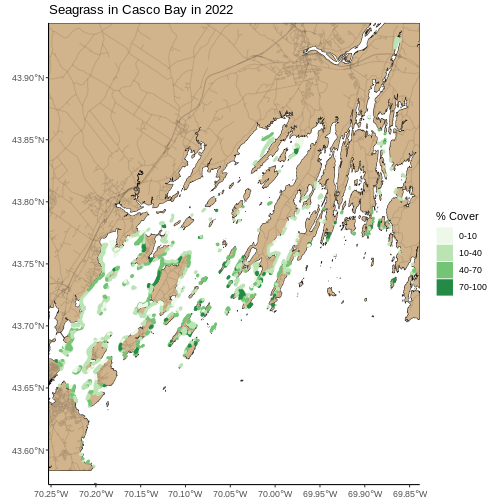 Seagrass in Casco Bay in 2022
43.90°N
43.85°N
43.80°N
43.75°N
43.70°N
43.65°N
43.60°N
% Cover
0-10
10-40
40-70
70-100
70.25°W 70.20°W 70.15°W 70.10°W 70.05°W 70.00°W 69.95°W 69.90°W 69.85°W